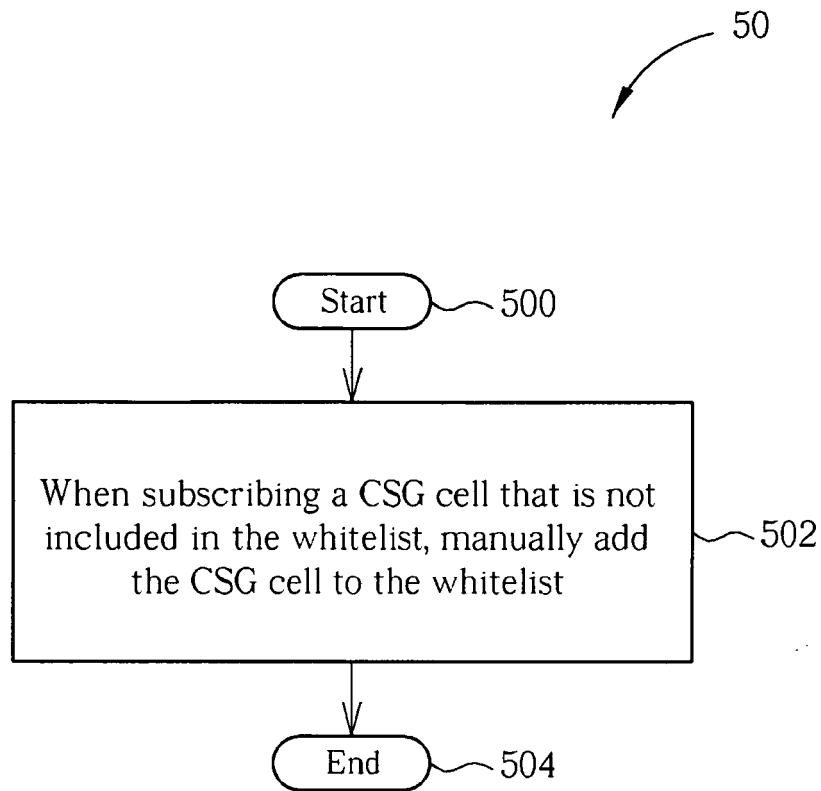 50
Start
500
When subscribing a CSG cell that is not
included in the whitelist, manually add
the CSG cell to the whitelist
502
End
504